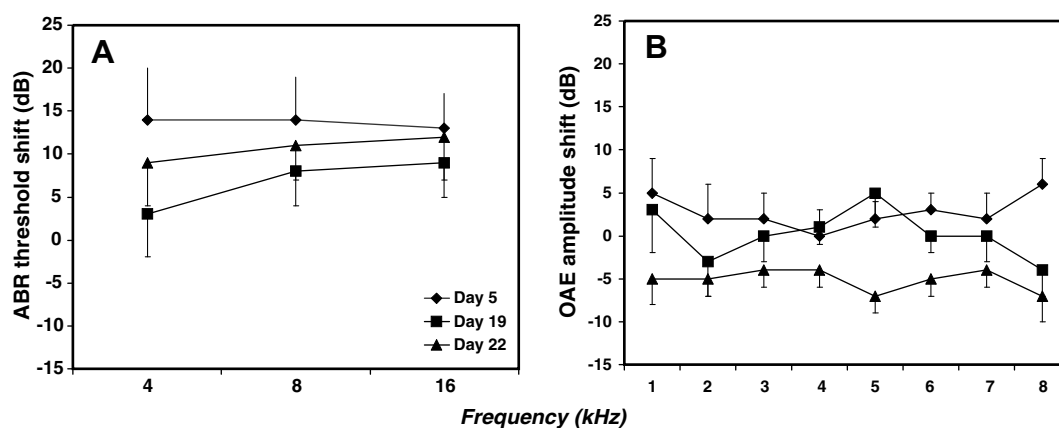 A
ABR threshold shift (dB)
25
20
15
10
5
0
-5
-10
-15
Day 5
Day 19
Day 22
4 8 16
B
OAE amplitude shift (dB)
25
20
15
10
5
0
-5
-10
-15
1 2 3 4 5 6 7 8
Frequency (kHz)